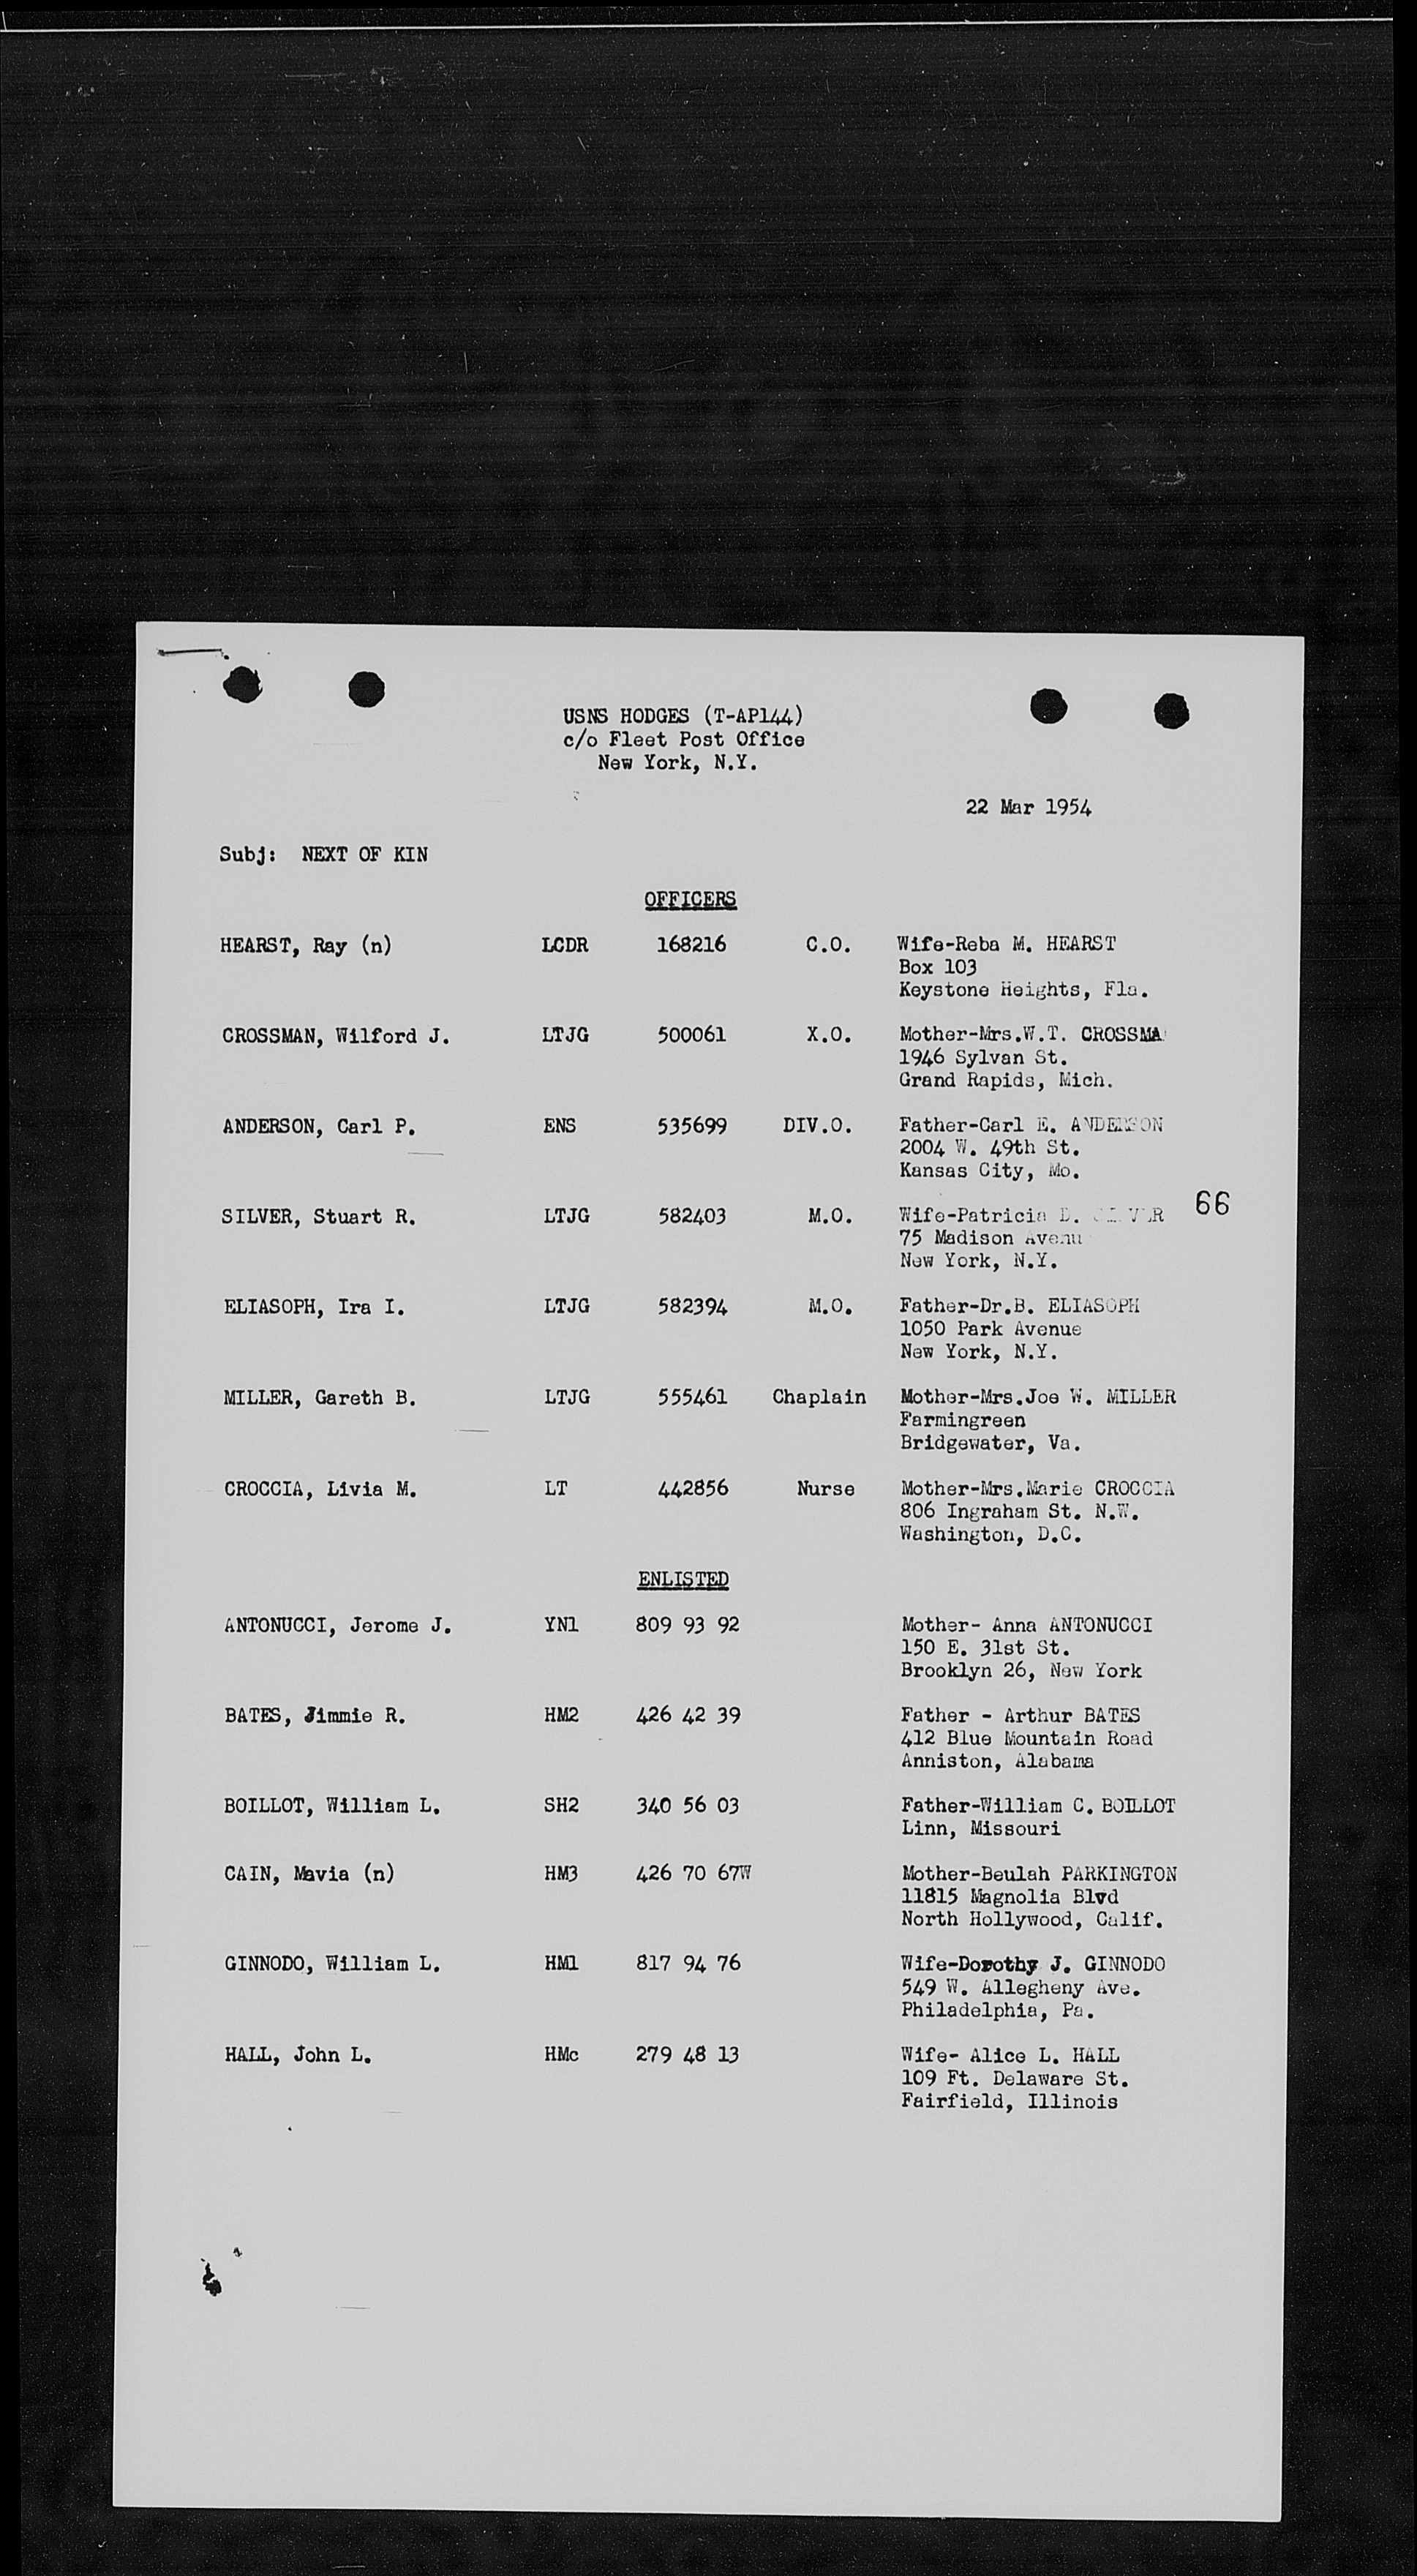 USNS HODGES (T-AP144)
c/o Fleet Post Office
New York, N.Y.
22 Mar 1954
Subj: NEXT OF KIN
OFFICERS
HEARST, Ray (n) LCDR 168216 C.O. Wife-Reba M. HEARST
Box 103
Keystone Heights, Fla.
CROSSMAN, Wilford J. LTJG 500061 X.O. Mother-Mrs.W.T. CROSSMA
1946 Sylvan St.
Grand Rapids, Mich.
ANDERSON, Carl P. ENS 535699 DIV.O. Father-Carl E. ANDERSON
2004 W. 49th St.
Kansas City, Mo.
66
SILVER, Stuart R. LTJG 582403 M.O. Wife-Patricia D. SILVER
75 Madison Avenu
New York, N.Y.
ELIASOPH, Ira I. LTJG 582394 M.O. Father-Dr.B. ELIASOPH
1050 Park Avenue
New York, N.Y.
MILLER, Gareth B. LTJG 555461 Chaplain Mother-Mrs.Joe W. MILLER
Farmingreen
Bridgewater, Va.
CROCCIA, Livia M. LT 442856 Nurse Mother-Mrs.Marie CROCCIA
806 Ingraham St. N.W.
Washington, D.C.
ENLISTED
ANTONUCCI, Jerome J. YN1 809 93 92 Mother- Anna ANTONUCCI
150 E. 31st St.
Brooklyn 26, New York
BATES, Jimmie R. HM2 426 42 39 Father - Arthur BATES
412 Blue Mountain Road
Anniston, Alabama
BOILLOT, William L. SH2 340 56 03 Father-William C. BOILLOT
Linn, Missouri
CAIN, Mavia (n) HM3 426 70 67W Mother-Beulah PARKINGTON
11815 Magnolia Blvd
North Hollywood, Calif.
GINNODO, William L. HM1 817 94 76 Wife-Dorothy J. GINNODO
549 W. Allegheny Ave.
Philadelphia, Pa.
HALL, John L. HMc 279 48 13 Wife- Alice L. HALL
109 Ft. Delaware St.
Fairfield, Illinois